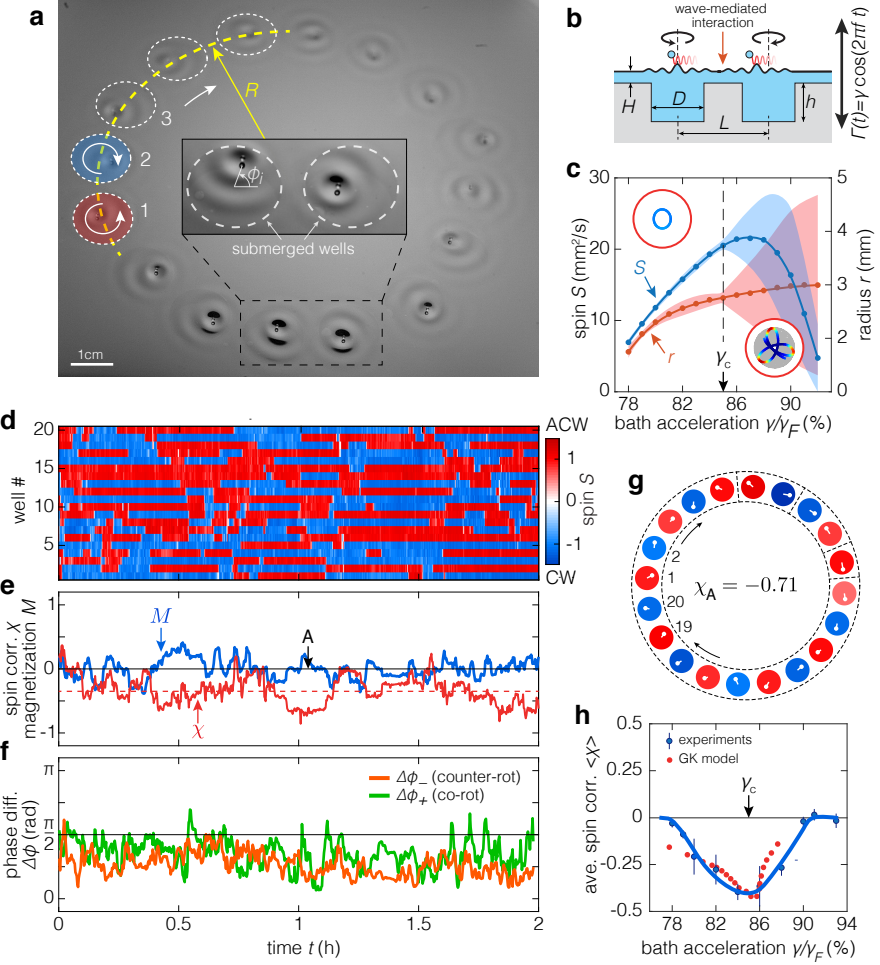 a
R
3
2
1
ϕi
submerged wells
1cm
b
wave-mediated
interaction
H
D
h
L
Γ(t)=γ cos(2πf t)
c
30
20
10
0
spin S (mm²/s)
S
r
γc
5
4
3
2
1
0
radius r (mm)
78
82
86
90
bath acceleration γ/γF (%)
d
20
15
10
5
well #
ACW
1
0
-1
CW
spin S
e
1
0
-1
spin corr. χ
magnetization M
M
A
χ
f
π
π
2
0
phase diff.
Δϕ (rad)
Δϕ− (counter-rot)
Δϕ+ (co-rot)
0
0.5
1
1.5
2
time t (h)
g
2
1
20
19
χA = −0.71
h
0.5
0.25
0
-0.25
-0.5
ave. spin corr. <χ>
experiments
GK model
γc
78
82
86
90
94
bath acceleration γ/γF (%)